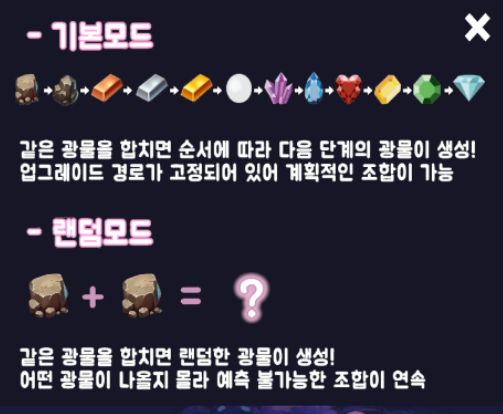 - 기본모드
같은 광물을 합치면 순서에 따라 다음 단계의 광물이 생성!
업그레이드 경로가 고정되어 있어 계획적인 조합이 가능
- 랜덤모드
+ = ?
같은 광물을 합치면 랜덤한 광물이 생성!
어떤 광물이 나올지 몰라 예측 불가능한 조합이 연속